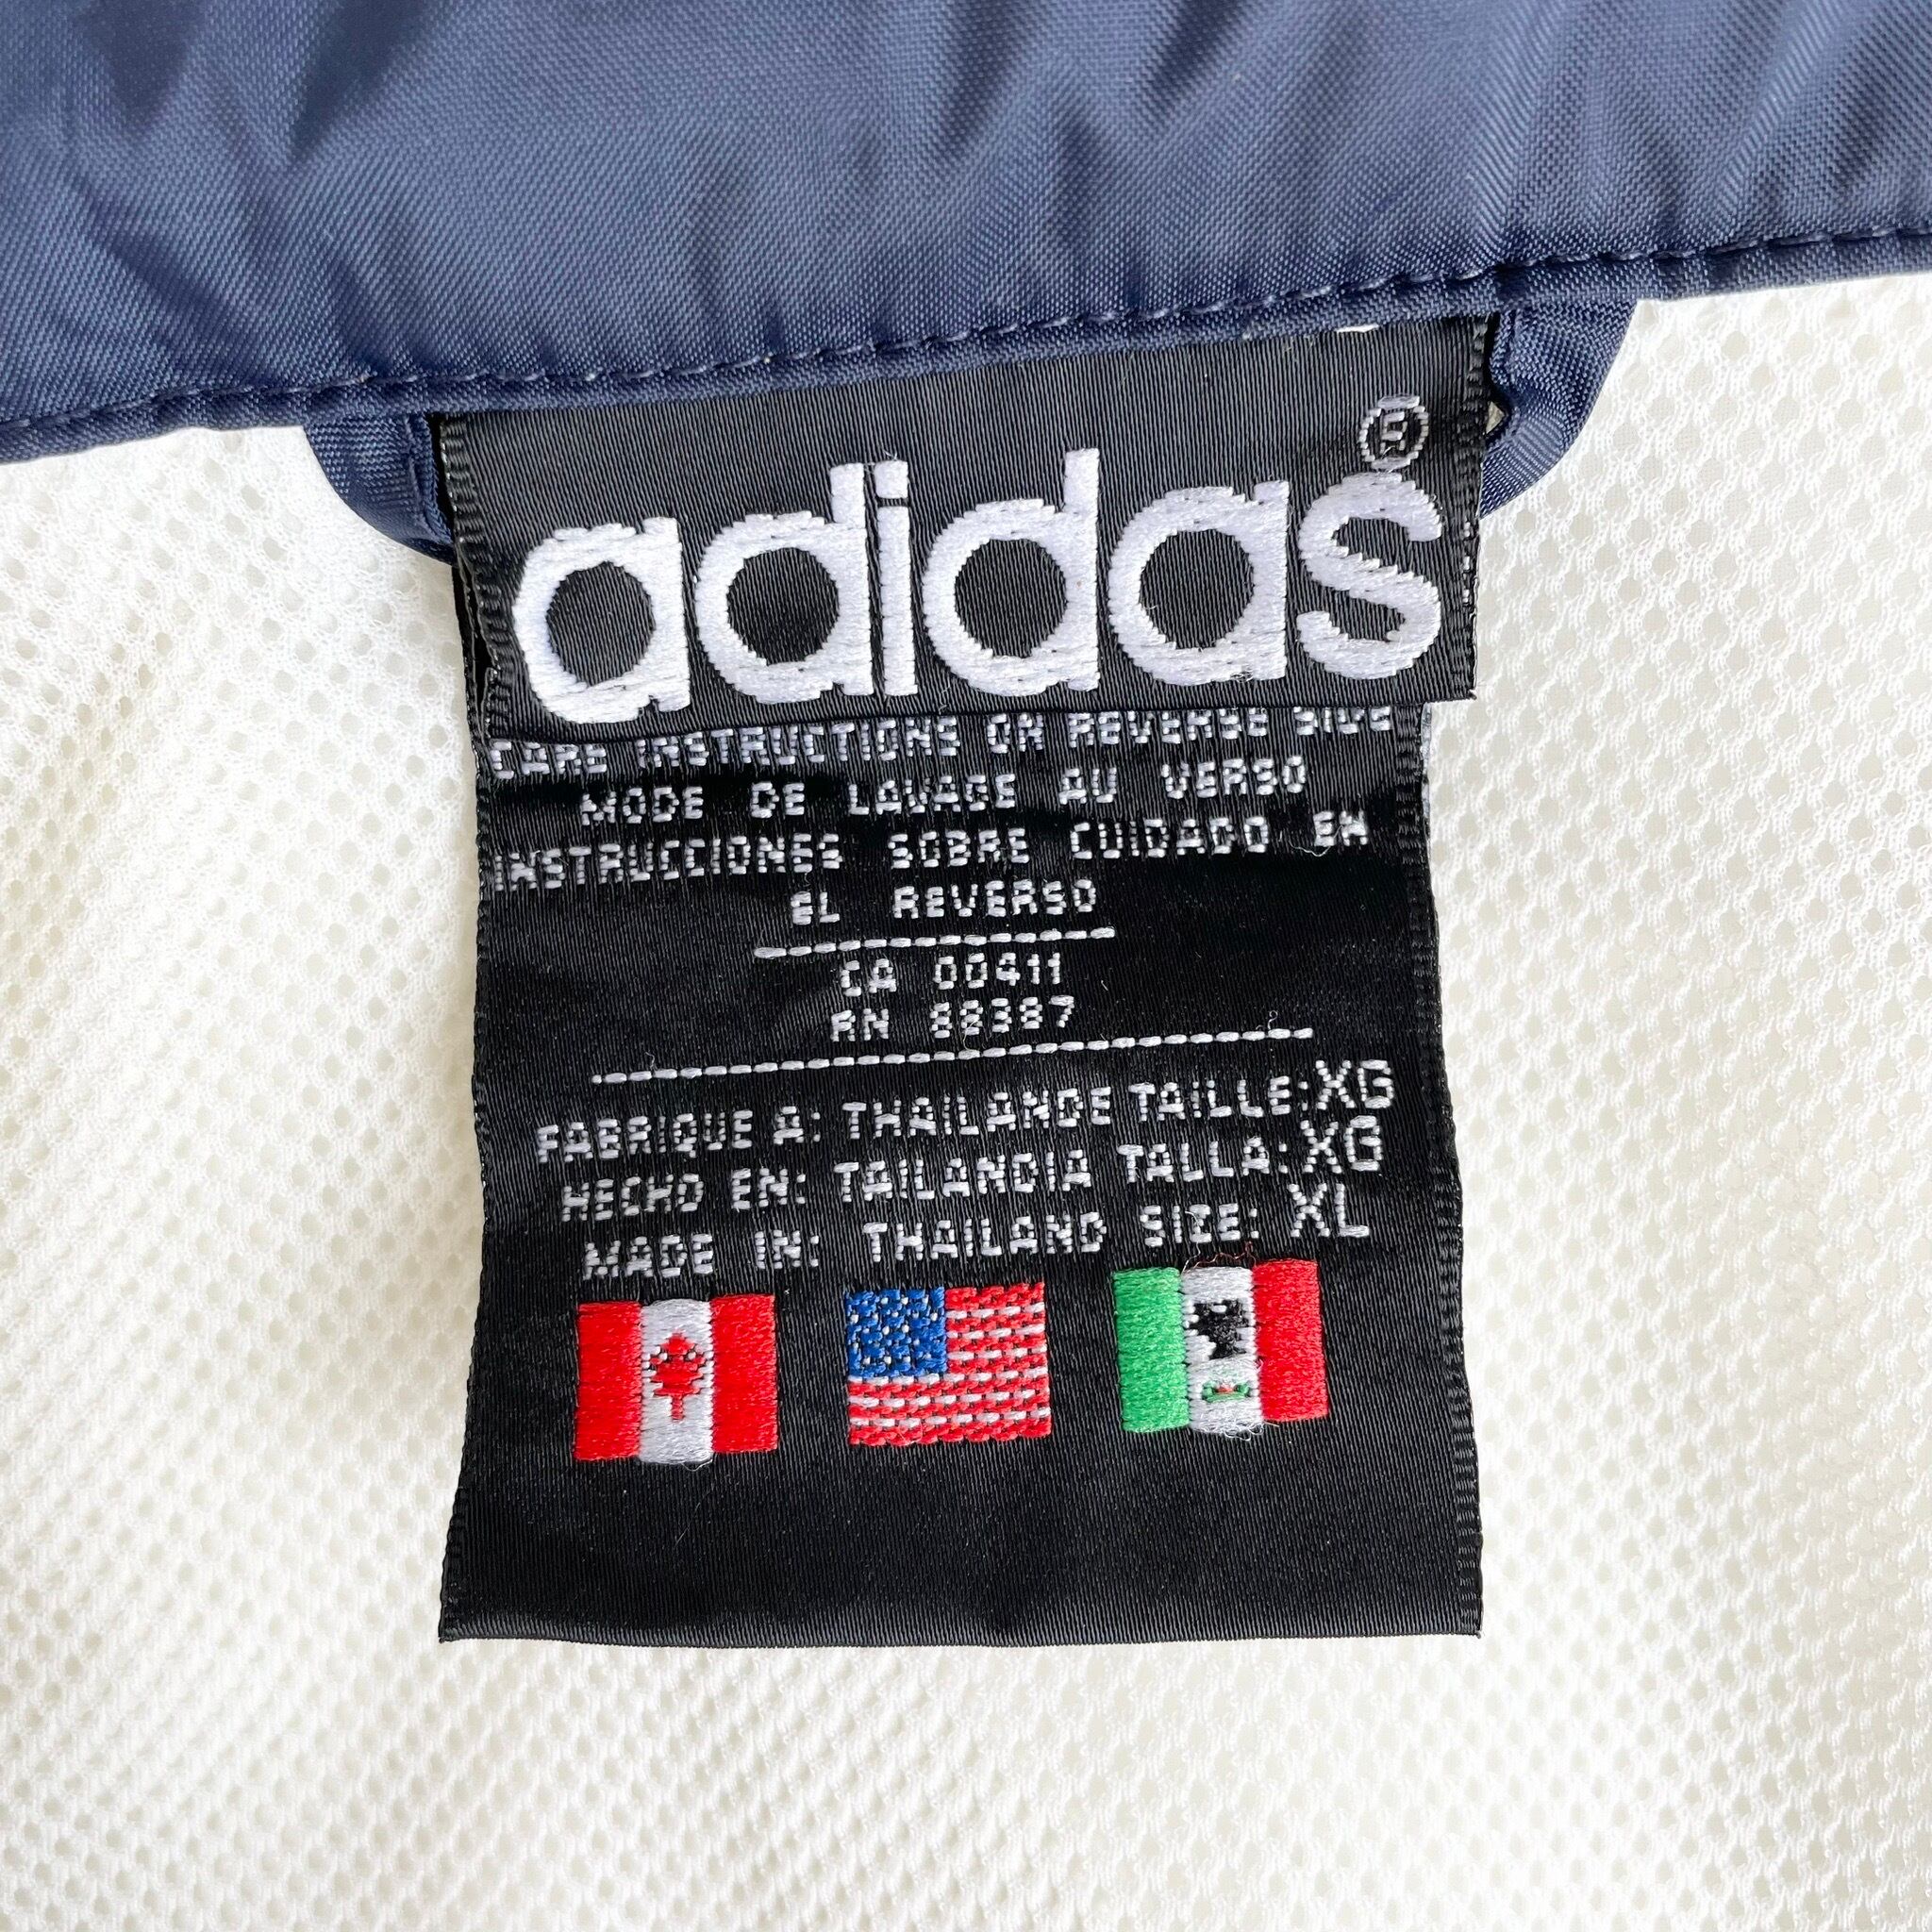 adidas®
CARE INSTRUCTIONS ON REVERSE SIDE
MODE DE LAVAGE AU VERSO
INSTRUCCIONES SOBRE CUIDADO EN
EL REVERSO
CA 00411
RN 88387
FABRIQUE A: THAILANDE TAILLE: XG
HECHO EN: TAILANDIA TALLA: XG
MADE IN: THAILAND SIZE: XL